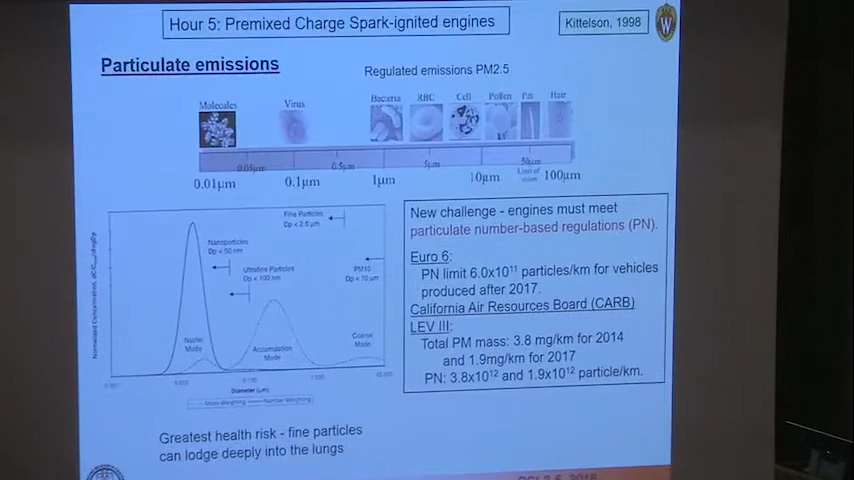 Hour 5: Premixed Charge Spark-ignited engines
Kittelson, 1998
Particulate emissions
Regulated emissions PM2.5
Molecules
Virus
Bacteria
RBC
Cell
Pollen
Pin
Hair
0.05µm
0.5µm
5µm
50µm
0.01µm
0.1µm
1µm
10µm
Limit of
vision
100µm
New challenge - engines must meet
particulate number-based regulations (PN).
Euro 6:
PN limit 6.0x10¹¹ particles/km for vehicles
produced after 2017.
California Air Resources Board (CARB)
LEV III:
Total PM mass: 3.8 mg/km for 2014
and 1.9mg/km for 2017
PN: 3.8x10¹² and 1.9x10¹² particle/km.
Fine Particles
Dp < 2.5 µm
Nanoparticles
Dp < 50 nm
Ultrafine Particles
Dp < 100 nm
PM10
Dp < 10 µm
Nuclei
Mode
Accumulation
Mode
Coarse
Mode
0.100
1.000
10.000
Diameter (µm)
Mass Weighting
Number Weighting
Greatest health risk - fine particles
can lodge deeply into the lungs